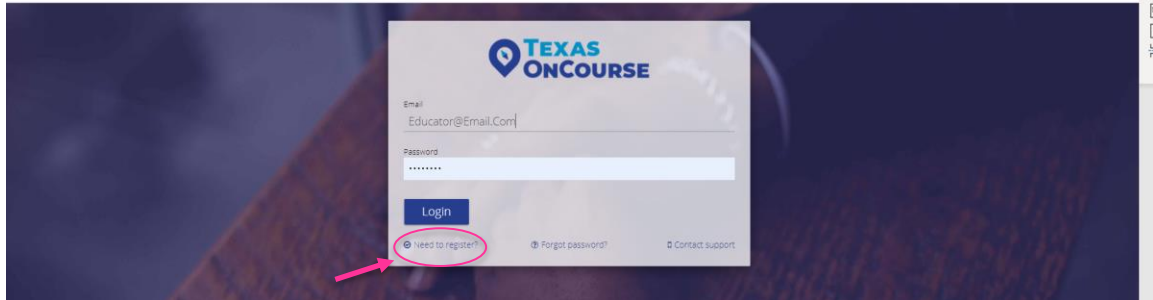 TEXAS
ONCOURSE
Email
Educator@Email.Com
Password
••••••••
Login
Need to register?
Forgot password?
Contact support